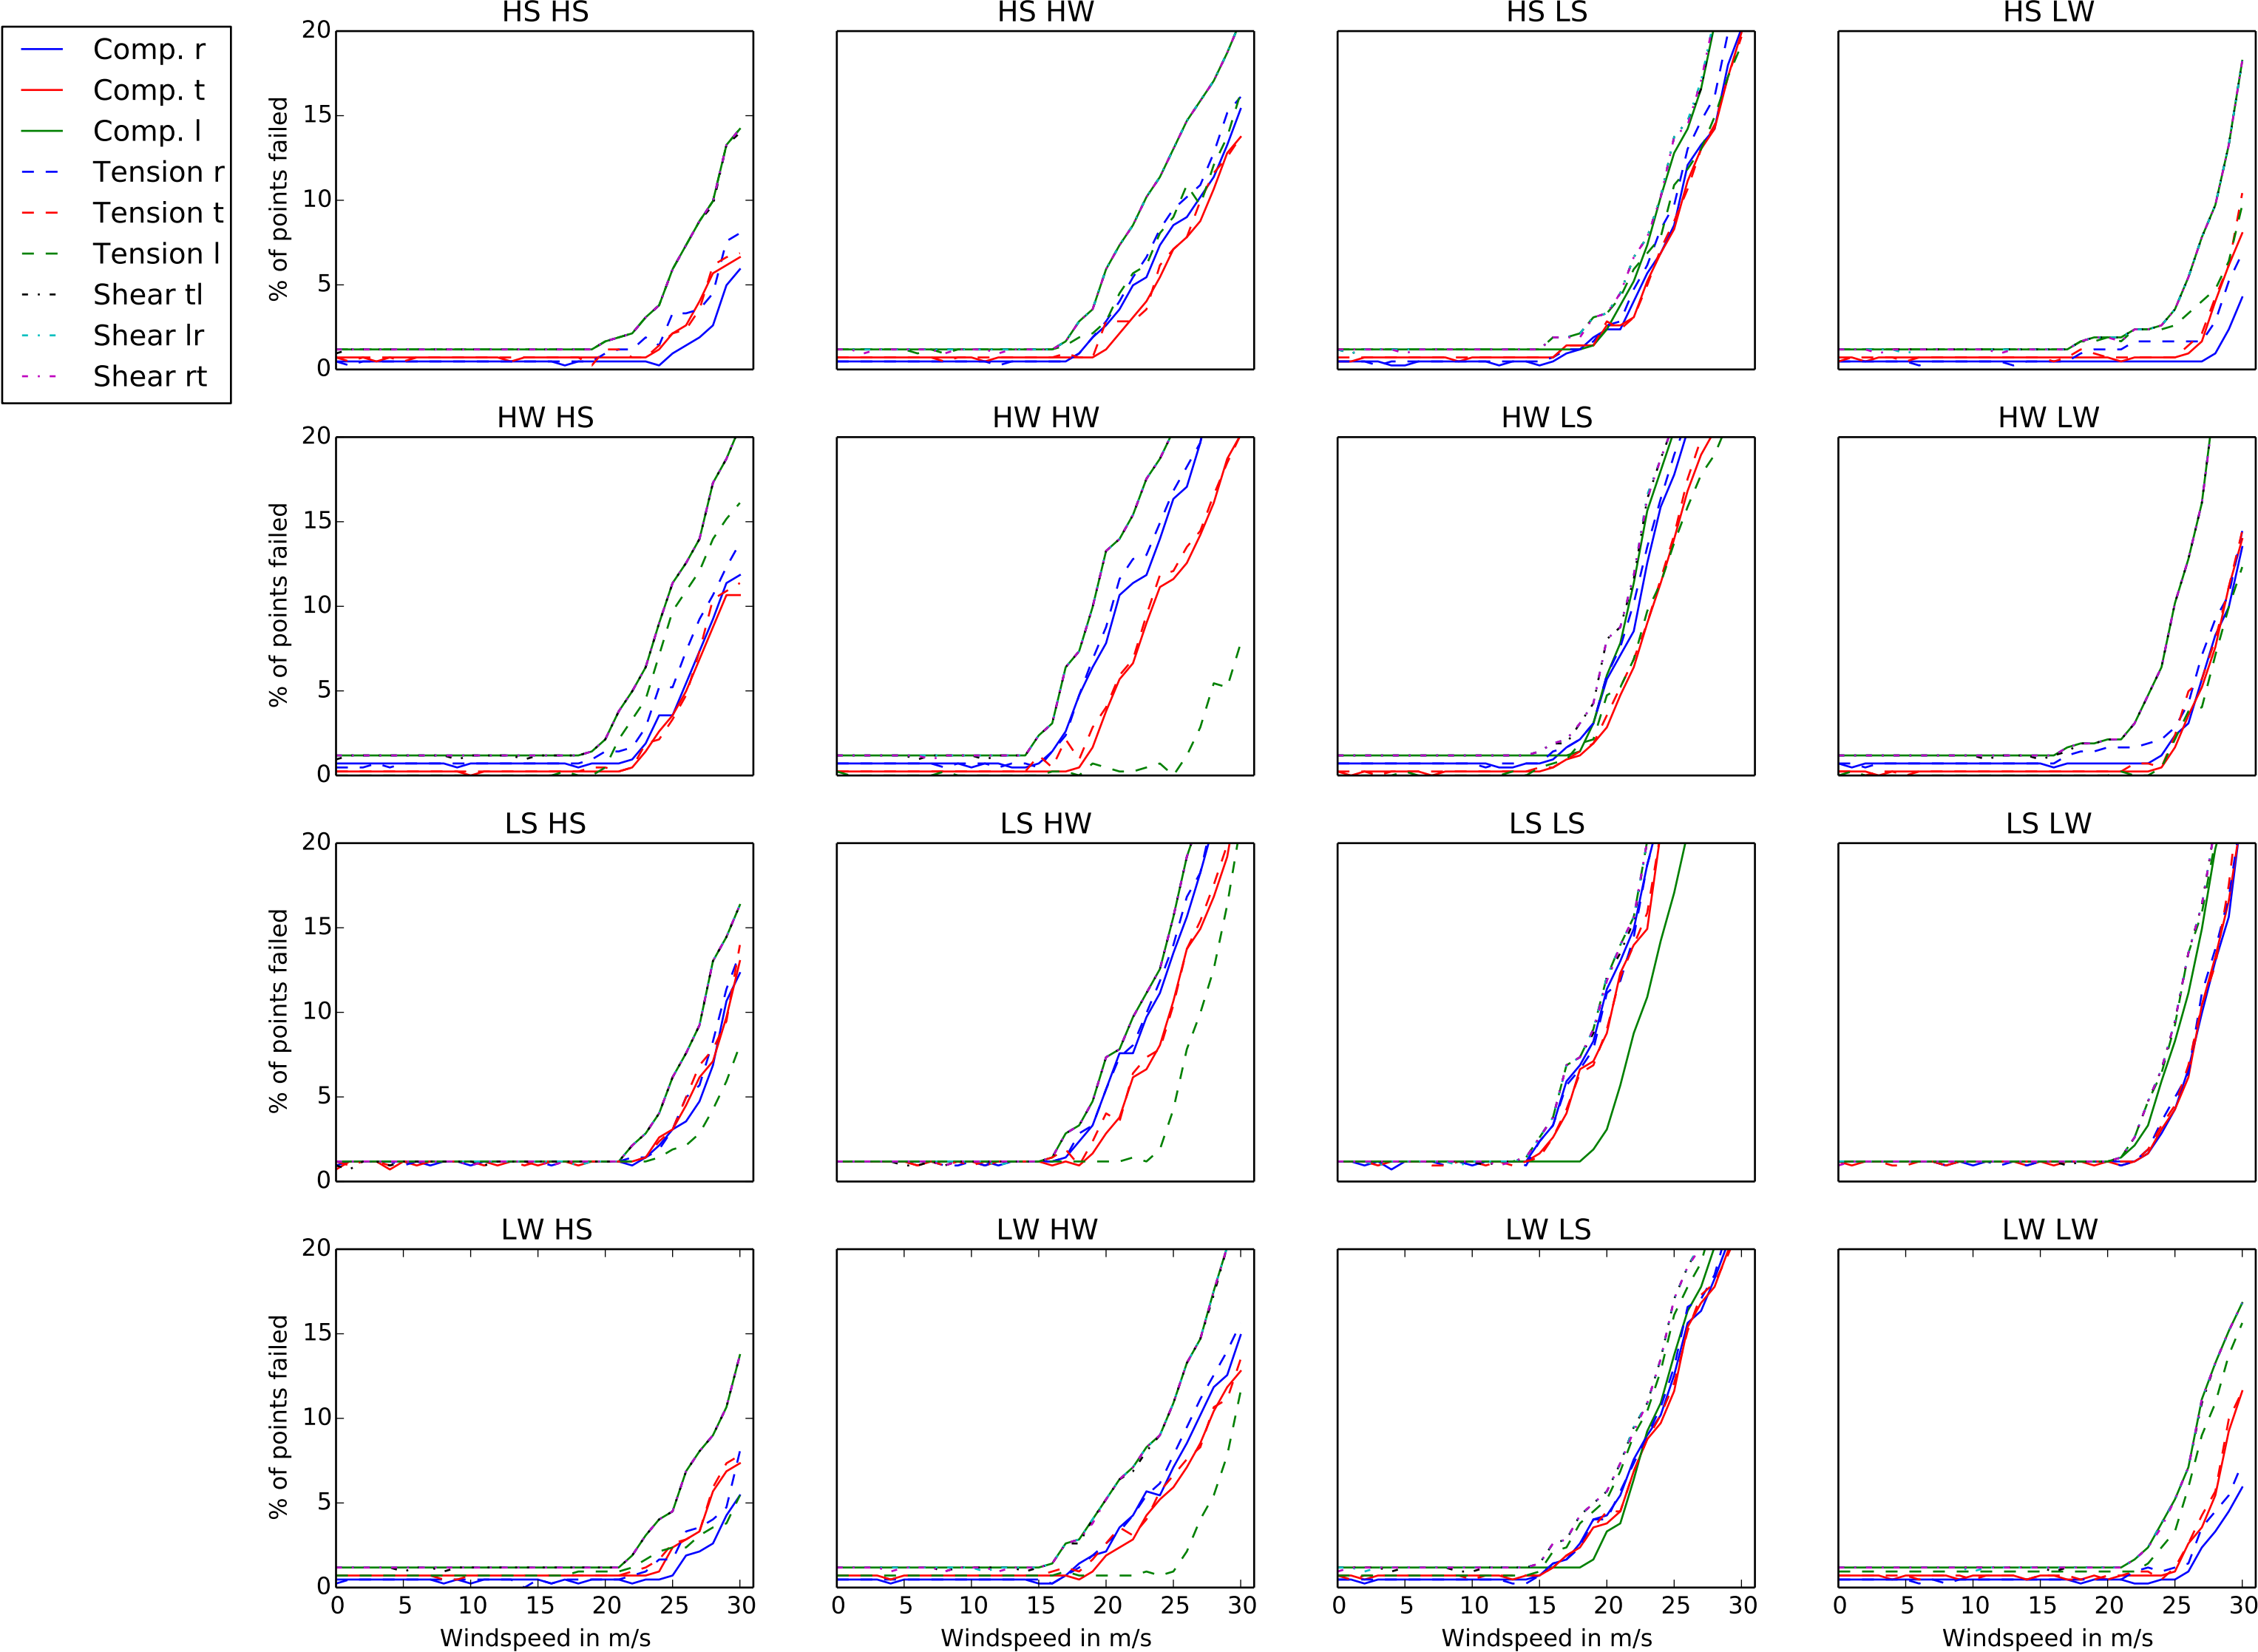 HS HS
HS HW
HS LS
HS LW
Comp. r
Comp. t
Comp. l
Tension r
Tension t
Tension l
Shear tl
Shear lr
Shear rt
% of points failed
20
15
10
5
0
HW HS
HW HW
HW LS
HW LW
% of points failed
20
15
10
5
0
LS HS
LS HW
LS LS
LS LW
% of points failed
20
15
10
5
0
LW HS
LW HW
LW LS
LW LW
% of points failed
20
15
10
5
0
0 5 10 15 20 25 30
0 5 10 15 20 25 30
0 5 10 15 20 25 30
0 5 10 15 20 25 30
Windspeed in m/s
Windspeed in m/s
Windspeed in m/s
Windspeed in m/s